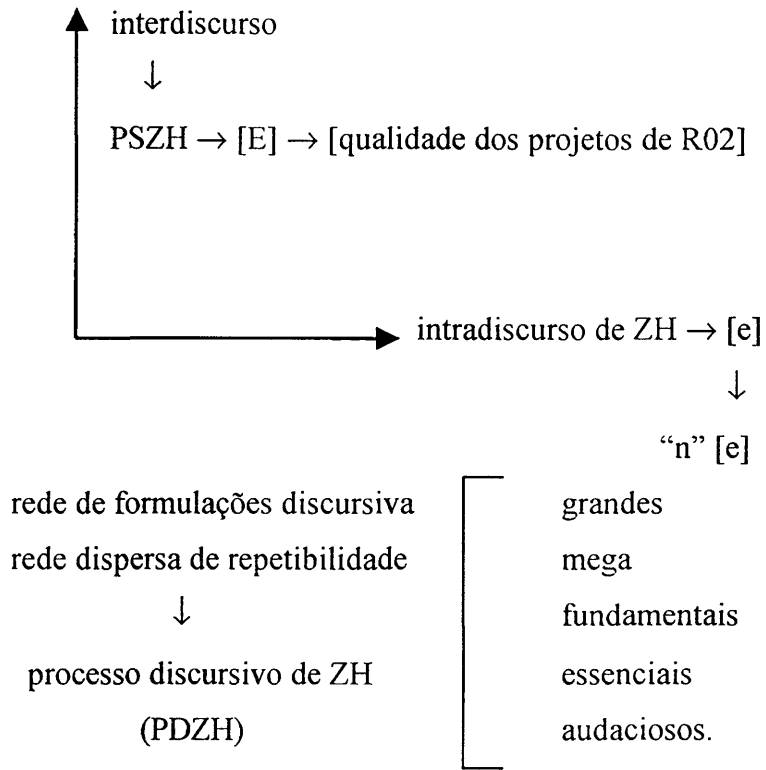 interdiscurso
↓
PSZH → [E] → [qualidade dos projetos de R02]
intradiscurso de ZH → [e]
↓
“n” [e]
rede de formulações discursiva
rede dispersa de repetibilidade
↓
processo discursivo de ZH
(PDZH)
grandes
mega
fundamentais
essenciais
audaciosos.